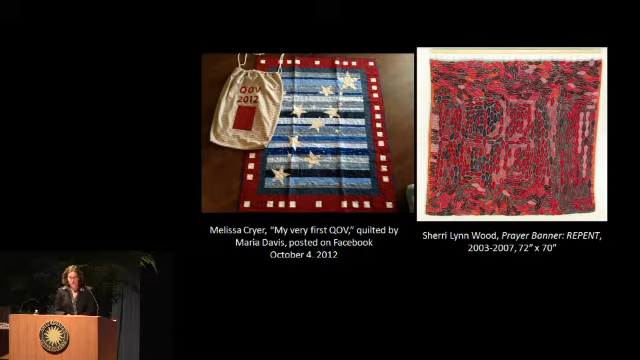 QOV
2012
Melissa Cryer, "My very first QOV," quilted by
Maria Davis, posted on Facebook
October 4, 2012
Sherri Lynn Wood, Prayer Banner: REPENT,
2003-2007, 72" x 70"